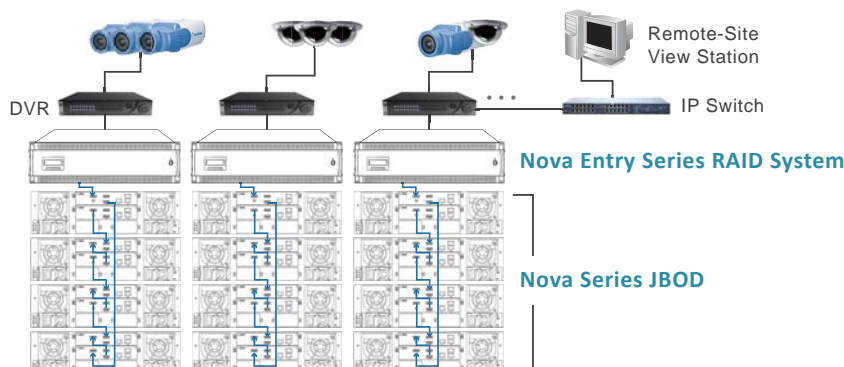 Remote-Site
View Station
DVR
IP Switch
Nova Entry Series RAID System
Nova Series JBOD